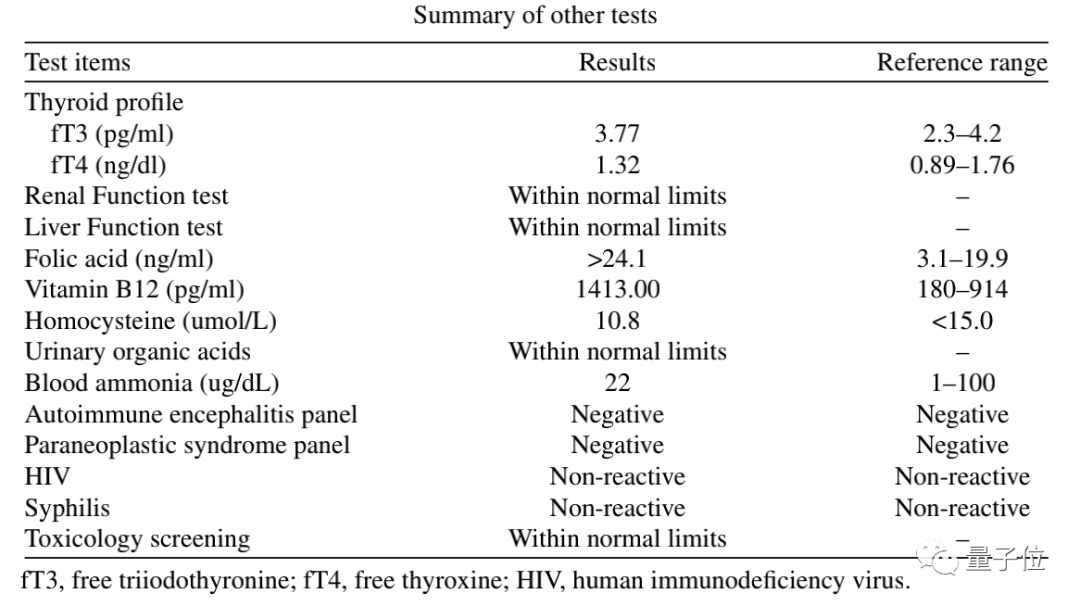 Summary of other tests
Test items Results Reference range
Thyroid profile
fT3 (pg/ml) 3.77 2.3–4.2
fT4 (ng/dl) 1.32 0.89–1.76
Renal Function test Within normal limits –
Liver Function test Within normal limits –
Folic acid (ng/ml) >24.1 3.1–19.9
Vitamin B12 (pg/ml) 1413.00 180–914
Homocysteine (umol/L) 10.8 <15.0
Urinary organic acids Within normal limits –
Blood ammonia (ug/dL) 22 1–100
Autoimmune encephalitis panel Negative Negative
Paraneoplastic syndrome panel Negative Negative
HIV Non-reactive Non-reactive
Syphilis Non-reactive Non-reactive
Toxicology screening Within normal limits –
量子位
fT3, free triiodothyronine; fT4, free thyroxine; HIV, human immunodeficiency virus.